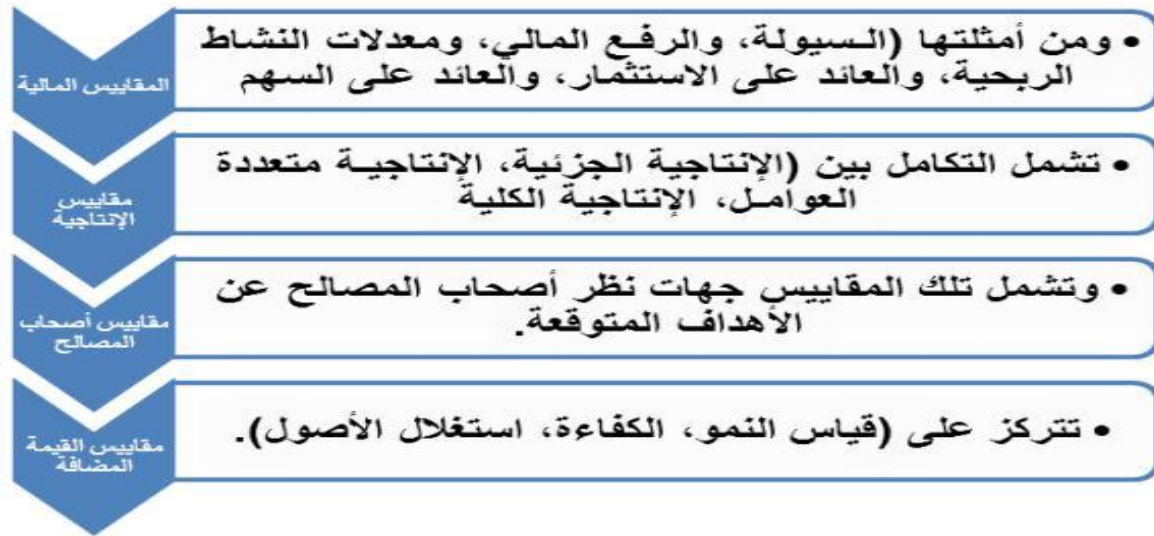 المقاييس المالية
• ومن أمثلتها (السيولة، والرفع المالي، ومعدلات النشاط
الربحية، والعائد على الاستثمار، والعائد على السهم
مقاييس
الإنتاجية
• تشمل التكامل بين (الإنتاجية الجزئية، الإنتاجية متعددة
العوامل، الإنتاجية الكلية
مقاييس أصحاب
المصالح
• وتشمل تلك المقاييس جهات نظر أصحاب المصالح عن
الأهداف المتوقعة.
مقاييس القيمة
المضافة
• تتركز على (قياس النمو، الكفاءة، استغلال الأصول).